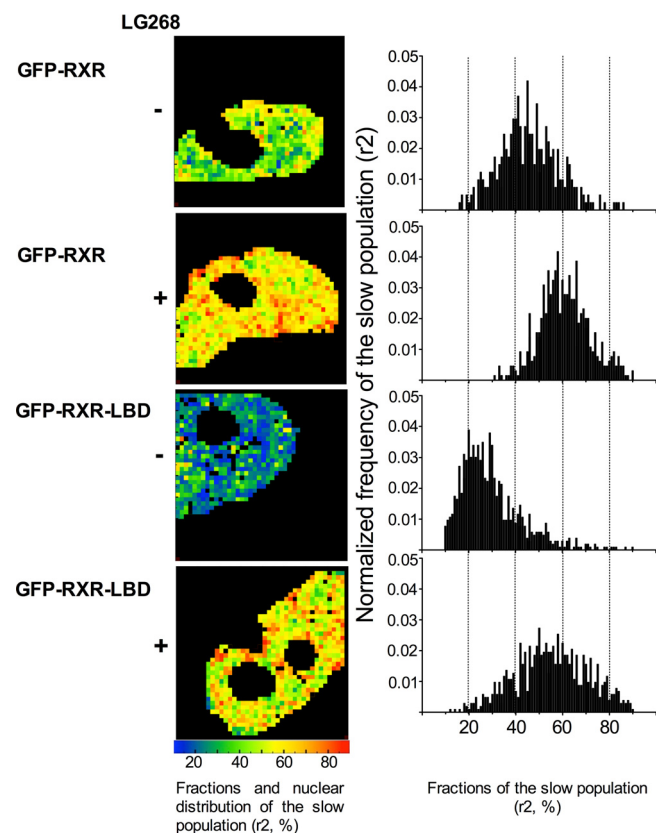 LG268
GFP-RXR
-
GFP-RXR
+
GFP-RXR-LBD
-
GFP-RXR-LBD
+
20 40 60 80
Fractions and nuclear
distribution of the slow
population (r2, %)
Normalized frequency of the slow population (r2)
0.05
0.04
0.03
0.02
0.01
0.05
0.04
0.03
0.02
0.01
0.05
0.04
0.03
0.02
0.01
0.05
0.04
0.03
0.02
0.01
20 40 60 80
Fractions of the slow population
(r2, %)